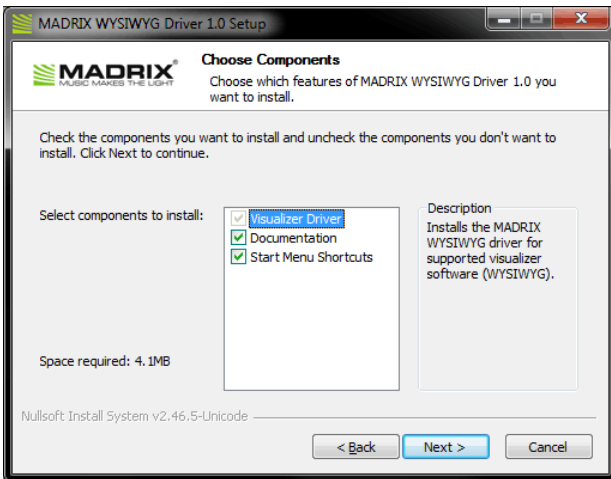 MADRIX WYSIWYG Driver 1.0 Setup
MADRIX®
MUSIC MAKES THE LIGHT
Choose Components
Choose which features of MADRIX WYSIWYG Driver 1.0 you
want to install.
Check the components you want to install and uncheck the components you don't want to
install. Click Next to continue.
Select components to install:
Visualizer Driver
Documentation
Start Menu Shortcuts
Description
Installs the MADRIX
WYSIWYG driver for
supported visualizer
software (WYSIWYG).
Space required: 4.1MB
Nullsoft Install System v2.46.5-Unicode
< Back
Next >
Cancel